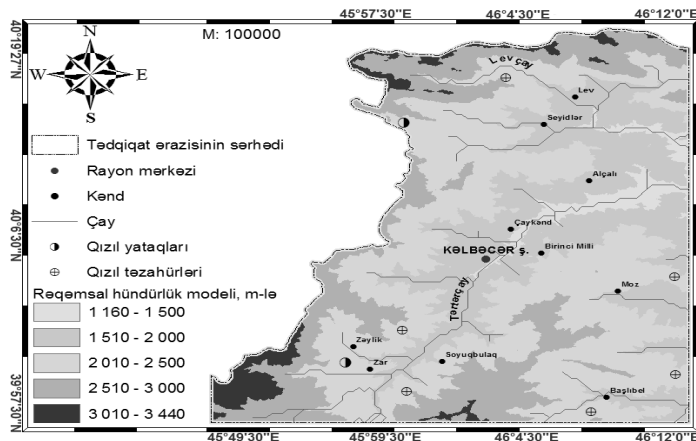 45°57'30"E 46°4'30"E 46°12'0"E
M: 100000
40°19'27"N
40°6'30"N
39°57'30"N
N
W E
S
Tədqiqat ərazisinin sərhədi
Rayon mərkəzi
Kənd
Çay
Qızıl yataqları
Qızıl təzahürləri
Rəqəmsal hündürlük modeli, m-lə
1 160 - 1 500
1 510 - 2 000
2 010 - 2 500
2 510 - 3 000
3 010 - 3 440
Lev çay
Lev
Seyidlər
Alçalı
Çaykənd
KƏLBƏCƏR ş.
Birinci Milli
Tərtərçay
Moz
Zəylik
Zar
Soyuqbulaq
Başlıbel
45°49'30"E 45°59'30"E 46°4'30"E 46°12'0"E